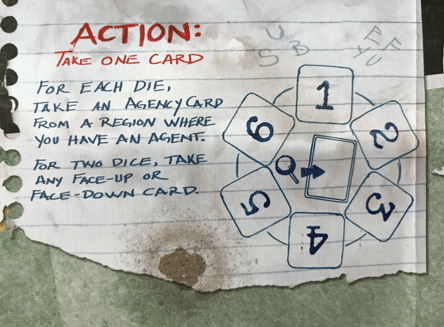 ACTION:
TAKE ONE CARD
FOR EACH DIE,
TAKE AN AGENCY CARD
FROM A REGION WHERE
YOU HAVE AN AGENT.
FOR TWO DICE, TAKE
ANY FACE-UP OR
FACE-DOWN CARD.
U
S B
E F
Y U
1
2
3
4
5
6